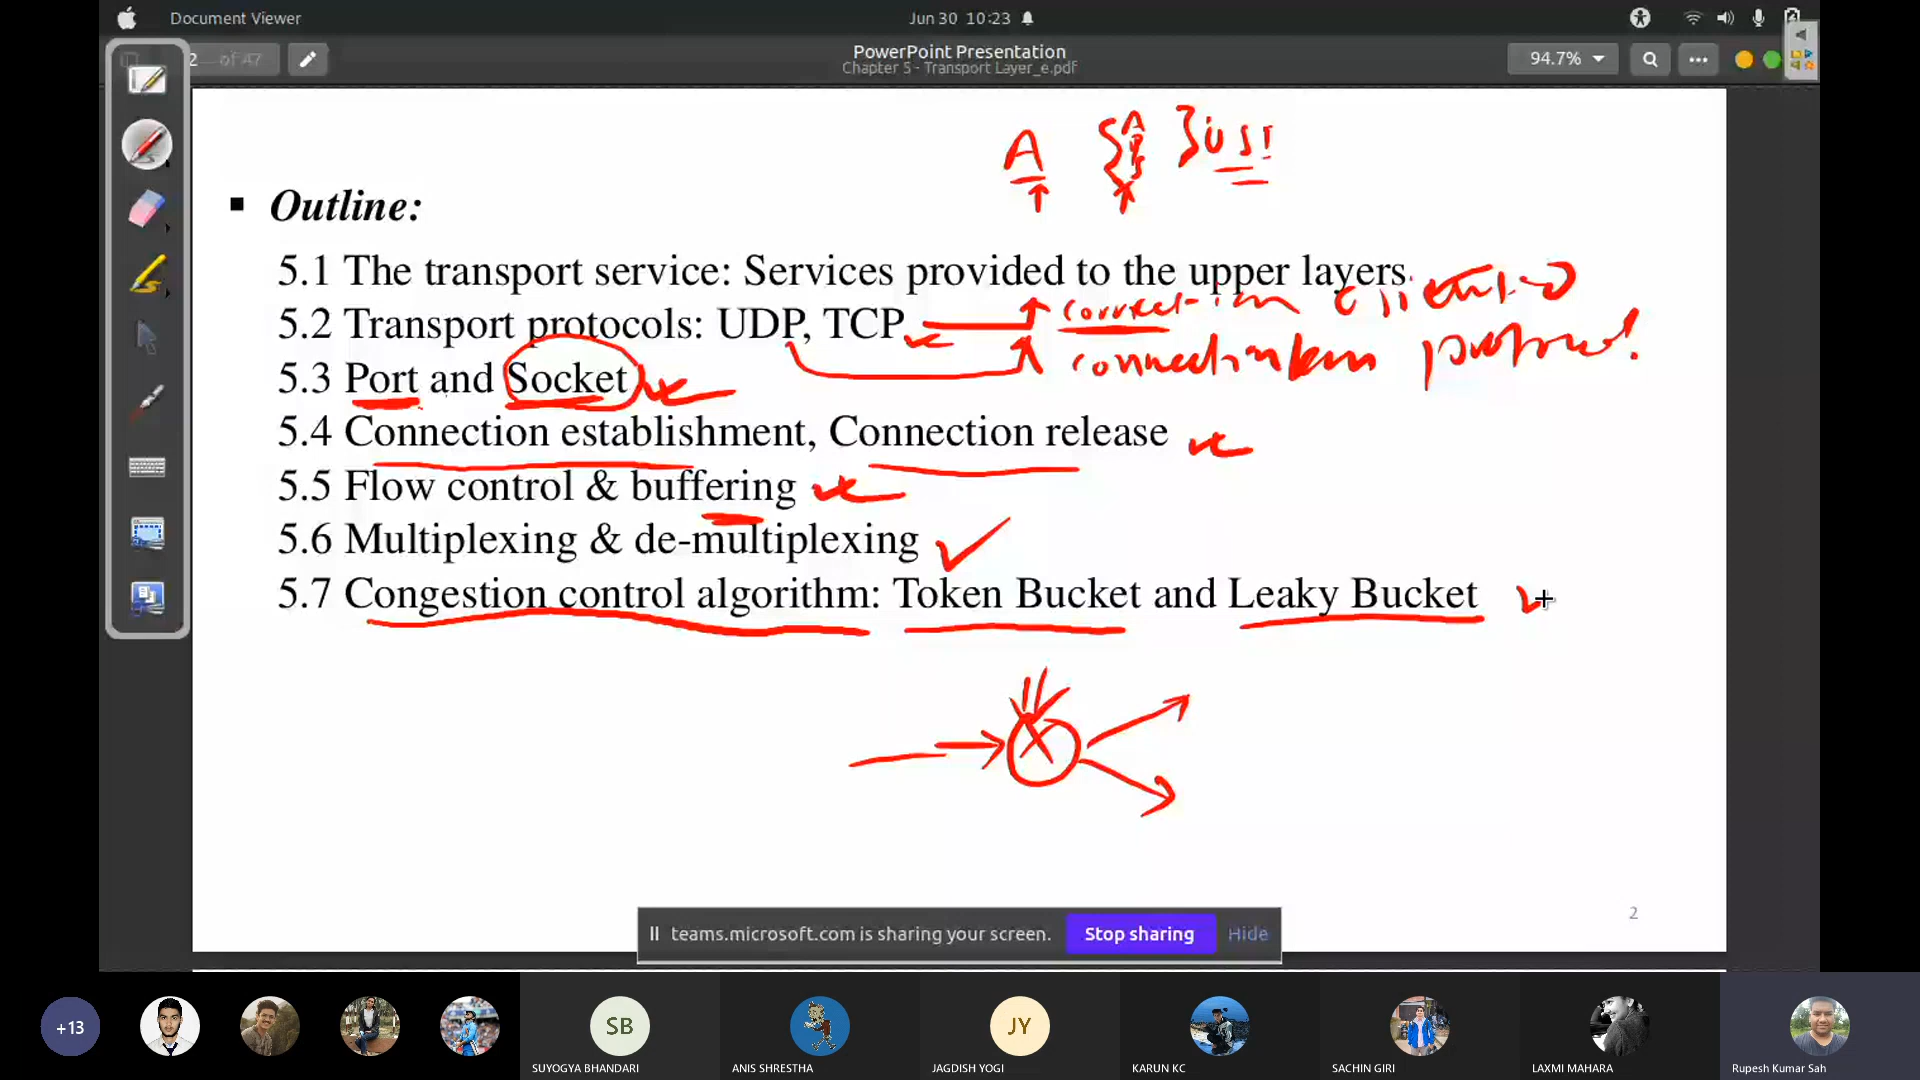 Document Viewer
Jun 30 10:23
2 of 47
PowerPoint Presentation
Chapter 5 - Transport Layer_e.pdf
94.7%
A
▪ Outline:
5.1 The transport service: Services provided to the upper layers.
5.2 Transport protocols: UDP, TCP
5.3 Port and Socket
5.4 Connection establishment, Connection release
5.5 Flow control & buffering
5.6 Multiplexing & de-multiplexing
5.7 Congestion control algorithm: Token Bucket and Leaky Bucket
2
teams.microsoft.com is sharing your screen.
Stop sharing
Hide
+13
SB
JY
SUYOGYA BHANDARI
ANIS SHRESTHA
JAGDISH YOGI
KARUN KC
SACHIN GIRI
LAXMI MAHARA
Rupesh Kumar Sah